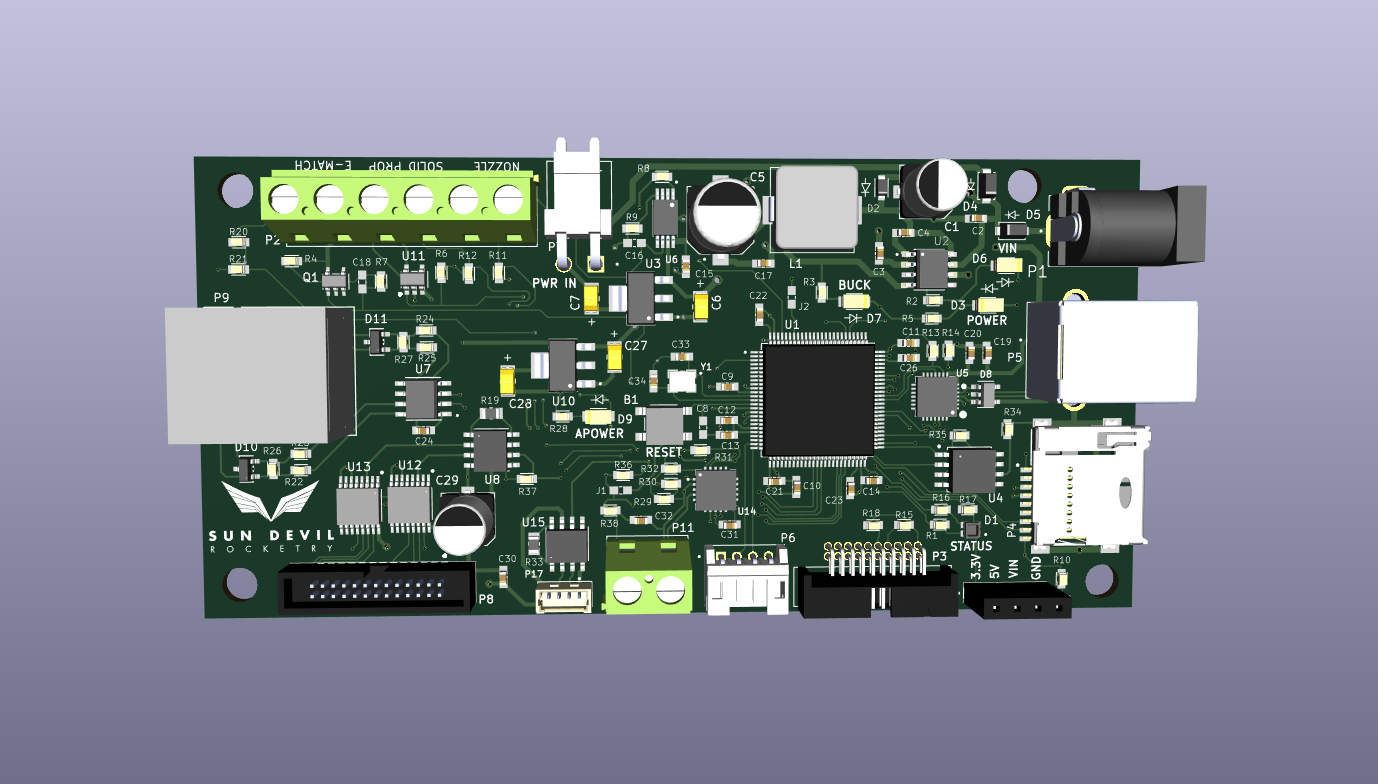 E-MATCH SOLID PROP NOZZLE
R8
C5
D2
D4
D5
R20
P2
R9
C16
U6
C4
C1
C2
U2
VIN
R21
R4
Q1
C18
R7
U11
R6
R12
R11
PWR IN
U3
C15
C17
L1
C3
D6
P1
P9
C7
C6
C22
J2
R3
BUCK
R2
D3
D11
R24
U1
D7
R5
POWER
R27
R25
C27
C33
C11
R13
R14
C20
C19
P5
U7
C34
Y1
C9
C26
U5
D8
R19
C28
U10
B1
C8
C12
R28
D9
R34
C24
APOWER
C13
R35
D10
R26
R23
RESET
R31
R22
U13
U12
C29
U8
R37
R36
R32
R30
J1
R29
U14
C21
C10
C23
C14
U4
R16
R17
SUN DEVIL
ROCKETRY
U15
R38
C32
C31
P11
P6
R18
R15
R1
D1
P4
STATUS
R33
C30
P17
P8
P3
3.3V
5V
VIN
GND
R10